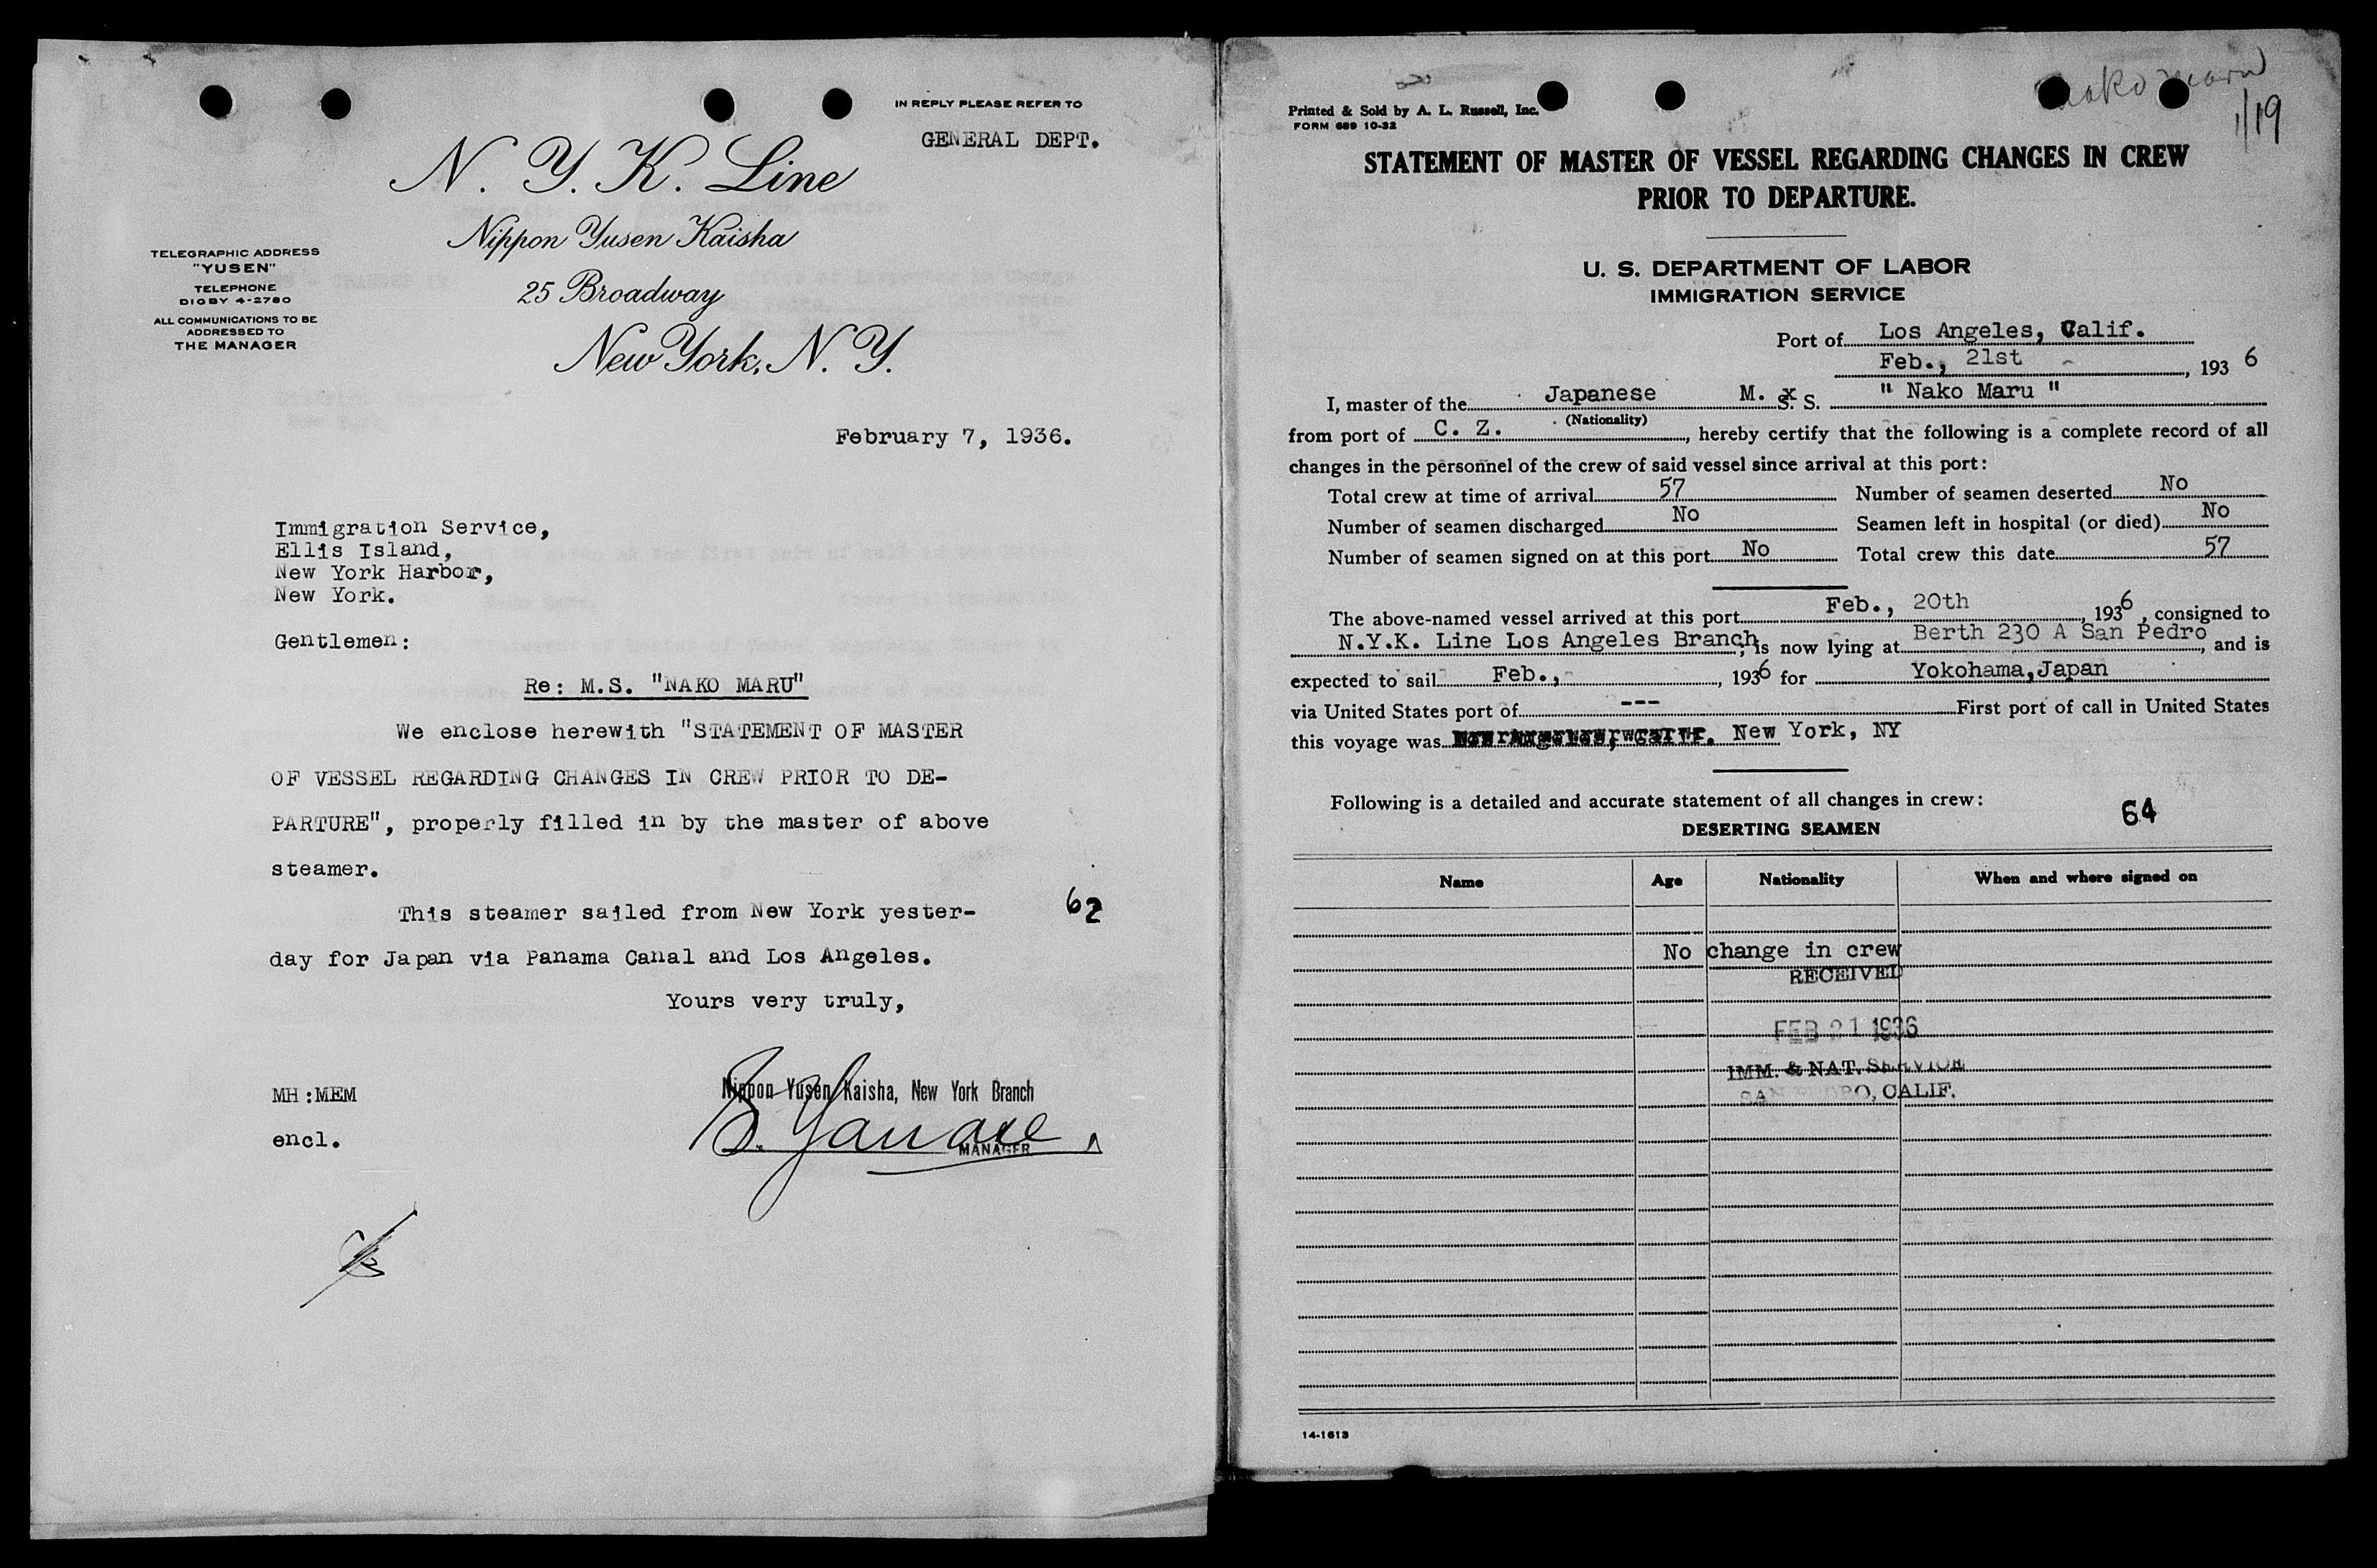 IN REPLY PLEASE REFER TO
GENERAL DEPT.
N. Y. K. Line
Nippon Yusen Kaisha
25 Broadway
New York, N. Y.
TELEGRAPHIC ADDRESS
"YUSEN"
TELEPHONE
DIGBY 4-2780
ALL COMMUNICATIONS TO BE
ADDRESSED TO
THE MANAGER
February 7, 1936.
Immigration Service,
Ellis Island,
New York Harbor,
New York.
Gentlemen:
Re: M.S. "NAKO MARU"
We enclose herewith "STATEMENT OF MASTER
OF VESSEL REGARDING CHANGES IN CREW PRIOR TO DE-
PARTURE", properly filled in by the master of above
steamer.
This steamer sailed from New York yester-
62
day for Japan via Panama Canal and Los Angeles.
Yours very truly,
MH:MEM
Nippon Yusen Kaisha, New York Branch
encl.
MANAGER
Nako Maru
1/19
Printed & Sold by A. L. Russell, Inc.
FORM 689 10-32
STATEMENT OF MASTER OF VESSEL REGARDING CHANGES IN CREW
PRIOR TO DEPARTURE.
U. S. DEPARTMENT OF LABOR
IMMIGRATION SERVICE
Port of Los Angeles, Calif.
Feb., 21st, 1936
I, master of the Japanese M. S. S. " Nako Maru "
(Nationality)
from port of C. Z., hereby certify that the following is a complete record of all
changes in the personnel of the crew of said vessel since arrival at this port:
Total crew at time of arrival 57 Number of seamen deserted No
Number of seamen discharged No Seamen left in hospital (or died) No
Number of seamen signed on at this port No Total crew this date 57
The above-named vessel arrived at this port Feb., 20th, 1936, consigned to
N.Y.K. Line Los Angeles Branch; is now lying at Berth 230 A San Pedro, and is
expected to sail Feb., , 1936 for Yokohama,Japan
via United States port of --- First port of call in United States
this voyage was New York, NY
Following is a detailed and accurate statement of all changes in crew:
64
DESERTING SEAMEN
Name Age Nationality When and where signed on
No change in crew
RECEIVED
FEB 21 1936
IMM. & NAT. SERVICE
SAN PEDRO, CALIF.
14-1613